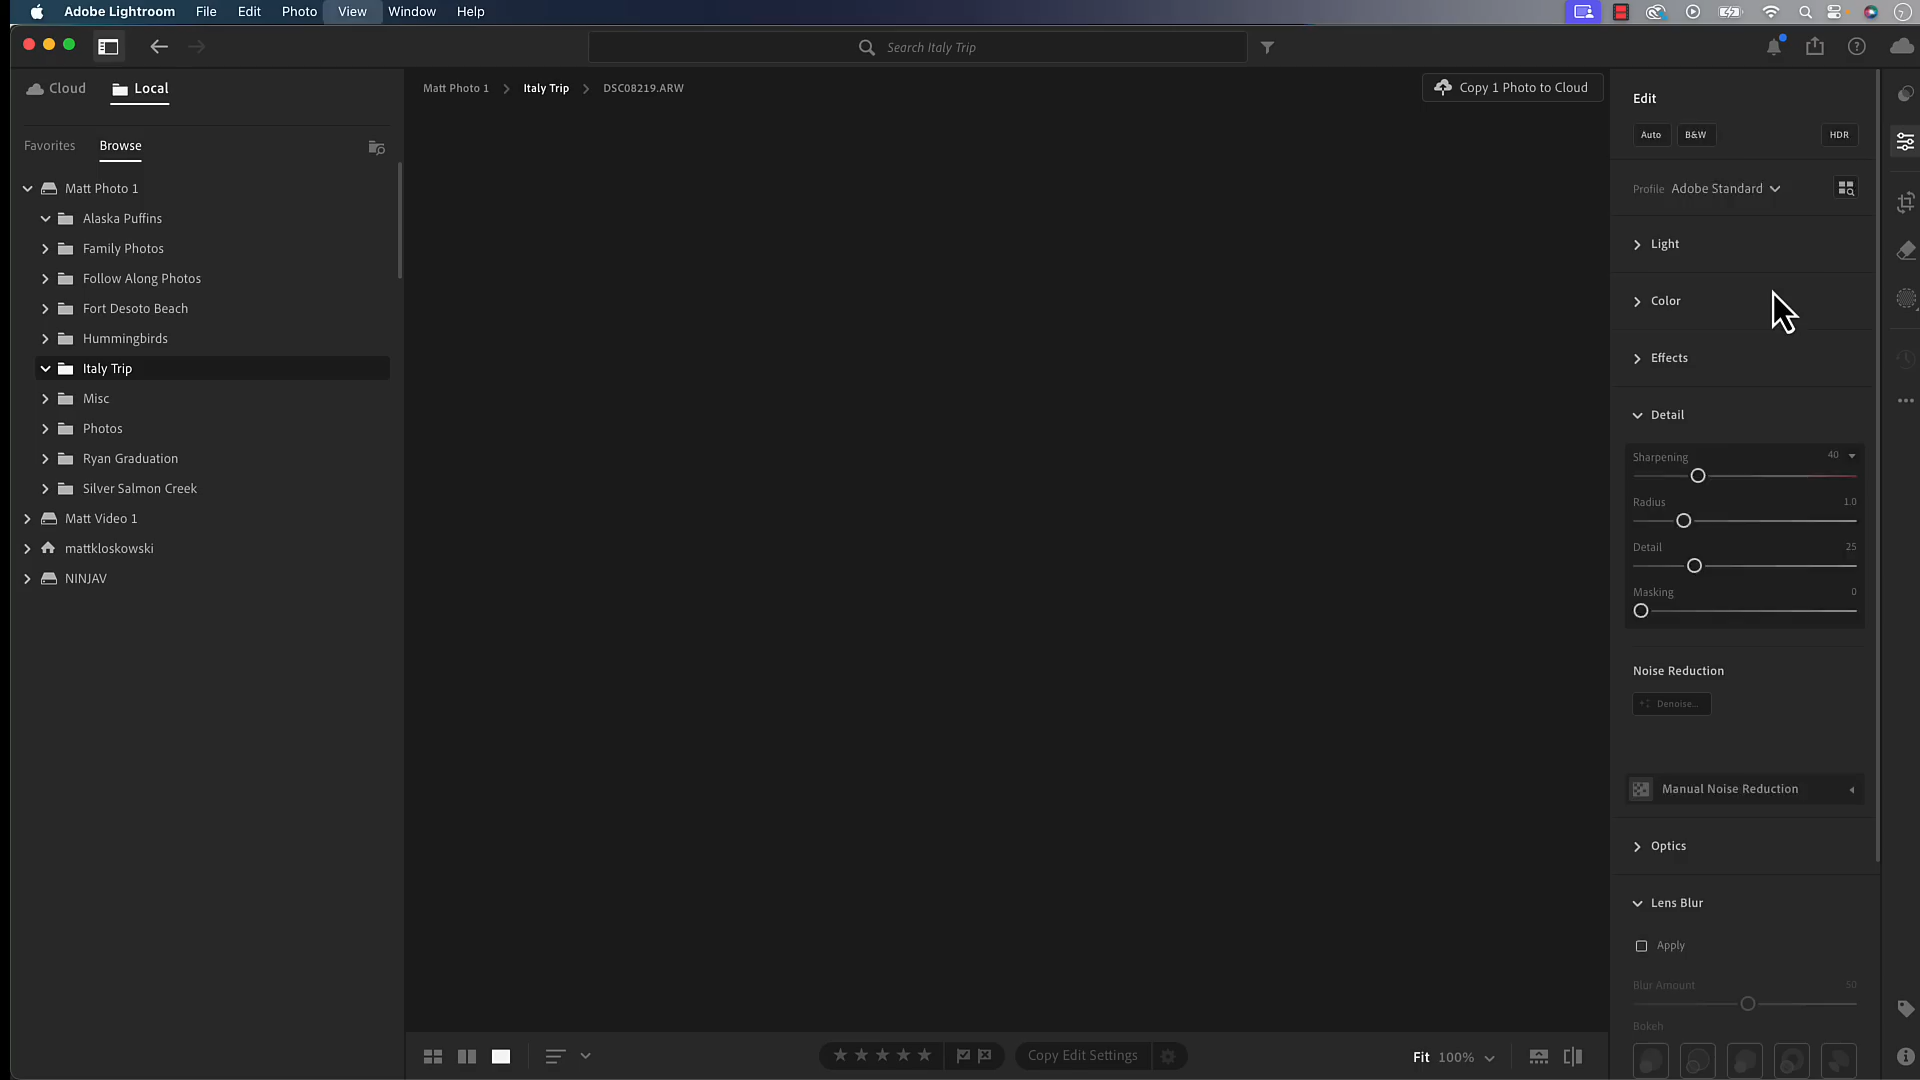 Adobe Lightroom File Edit Photo View Window Help
Search Italy Trip
Cloud Local
Matt Photo 1 Italy Trip DSC08219.ARW
Copy 1 Photo to Cloud
Favorites Browse
Matt Photo 1
Alaska Puffins
Family Photos
Follow Along Photos
Fort Desoto Beach
Hummingbirds
Italy Trip
Misc
Photos
Ryan Graduation
Silver Salmon Creek
Matt Video 1
mattkloskowski
NINJAV
Edit
Auto B&W HDR
Profile Adobe Standard
Light
Color
Effects
Detail
Sharpening 40
Radius 1.0
Detail 25
Masking 0
Noise Reduction
Denoise...
Manual Noise Reduction
Optics
Lens Blur
Apply
Blur Amount 50
Bokeh
Copy Edit Settings
Fit 100%